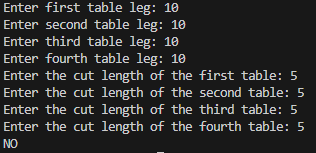 Enter first table leg: 10
Enter second table leg: 10
Enter third table leg: 10
Enter fourth table leg: 10
Enter the cut length of the first table: 5
Enter the cut length of the second table: 5
Enter the cut length of the third table: 5
Enter the cut length of the fourth table: 5
NO